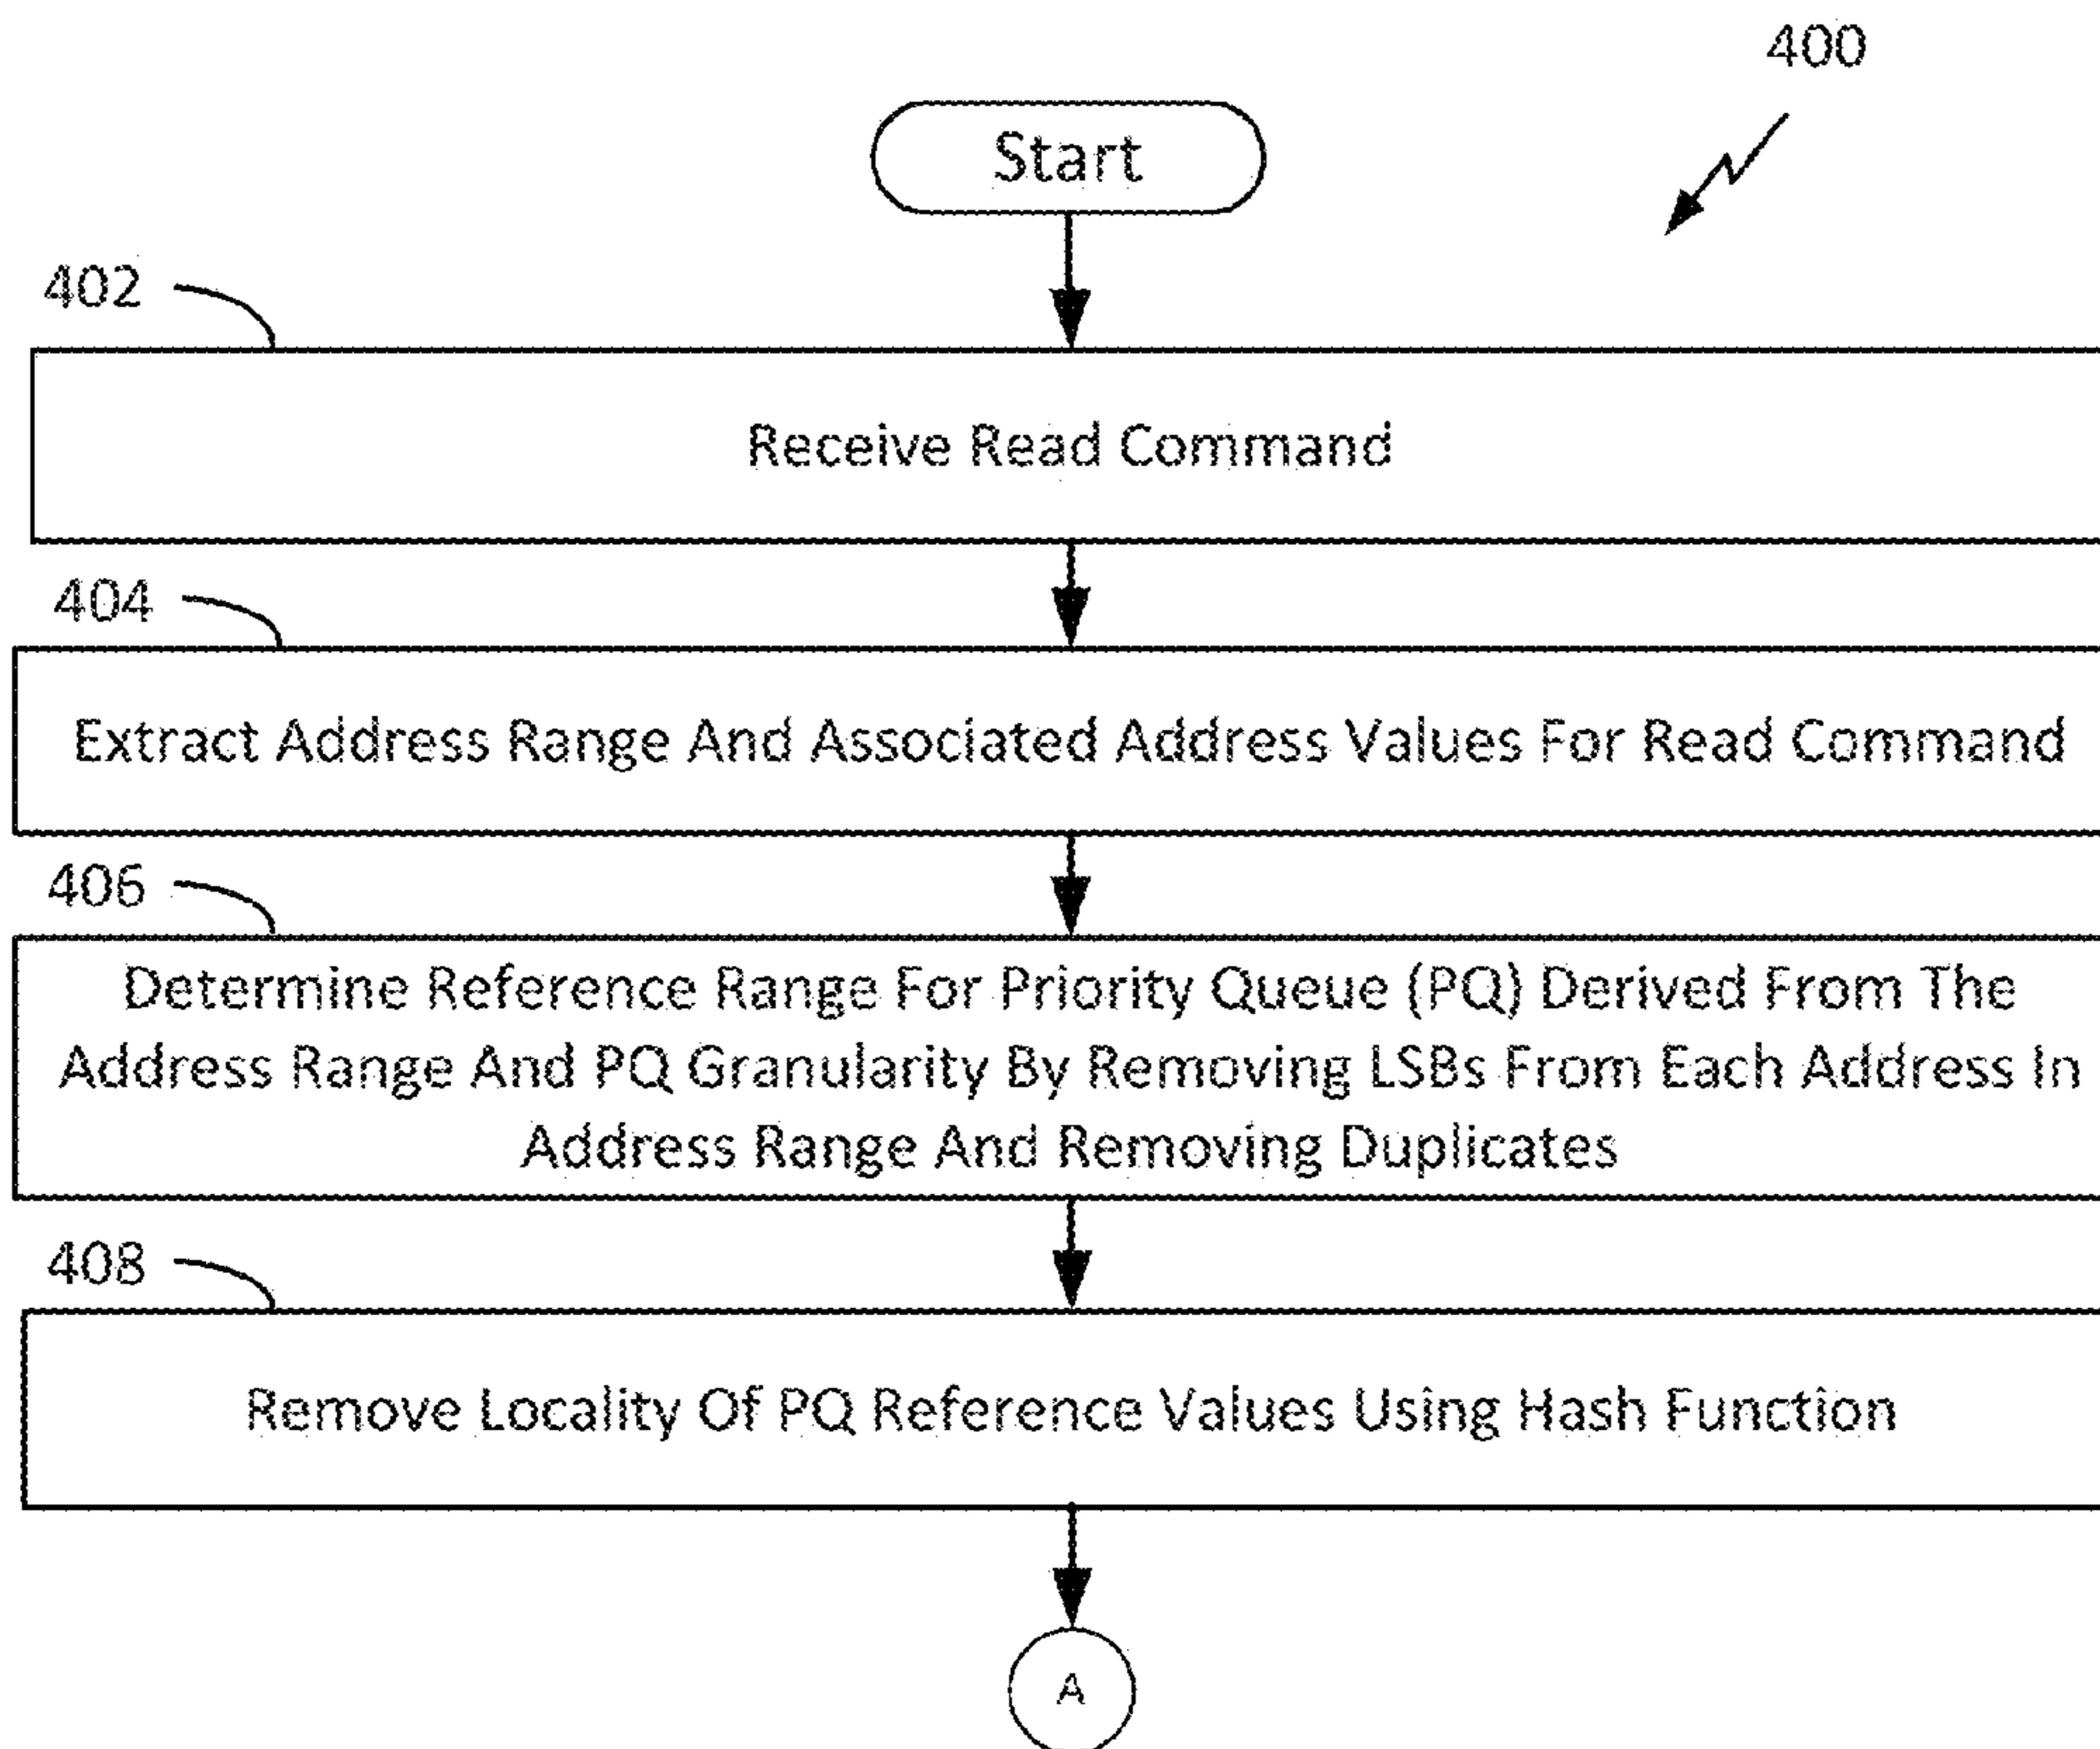 400
Start
402
Receive Read Command
404
Extract Address Range And Associated Address Values For Read Command
406
Determine Reference Range For Priority Queue (PQ) Derived From The
Address Range And PQ Granularity By Removing LSBs From Each Address In
Address Range And Removing Duplicates
408
Remove Locality Of PQ Reference Values Using Hash Function
A